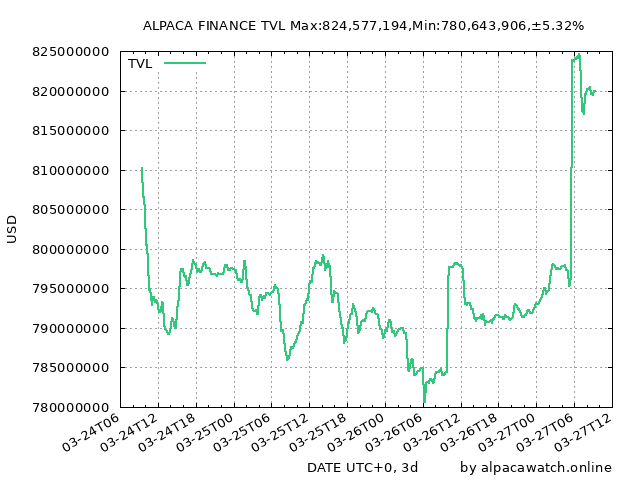 ALPACA FINANCE TVL Max:824,577,194,Min:780,643,906,±5.32%
TVL
825000000
820000000
815000000
810000000
805000000
800000000
795000000
790000000
785000000
780000000
USD
03-24T06
03-24T12
03-24T18
03-25T00
03-25T06
03-25T12
03-25T18
03-26T00
03-26T06
03-26T12
03-26T18
03-27T00
03-27T06
03-27T12
DATE UTC+0, 3d
by alpacawatch.online